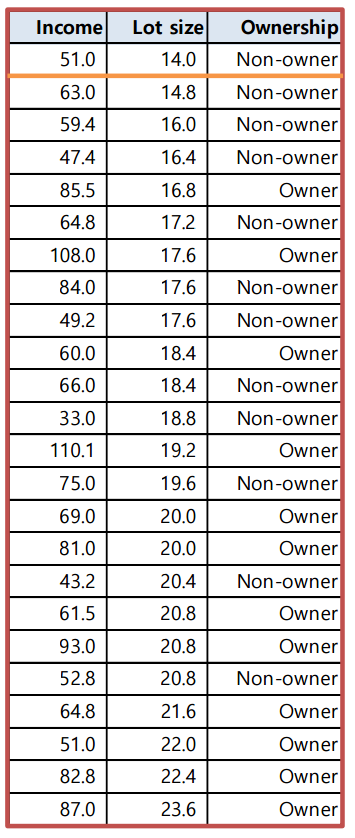 Income Lot size Ownership
51.0 14.0 Non-owner
63.0 14.8 Non-owner
59.4 16.0 Non-owner
47.4 16.4 Non-owner
85.5 16.8 Owner
64.8 17.2 Non-owner
108.0 17.6 Owner
84.0 17.6 Non-owner
49.2 17.6 Non-owner
60.0 18.4 Owner
66.0 18.4 Non-owner
33.0 18.8 Non-owner
110.1 19.2 Owner
75.0 19.6 Non-owner
69.0 20.0 Owner
81.0 20.0 Owner
43.2 20.4 Non-owner
61.5 20.8 Owner
93.0 20.8 Owner
52.8 20.8 Non-owner
64.8 21.6 Owner
51.0 22.0 Owner
82.8 22.4 Owner
87.0 23.6 Owner